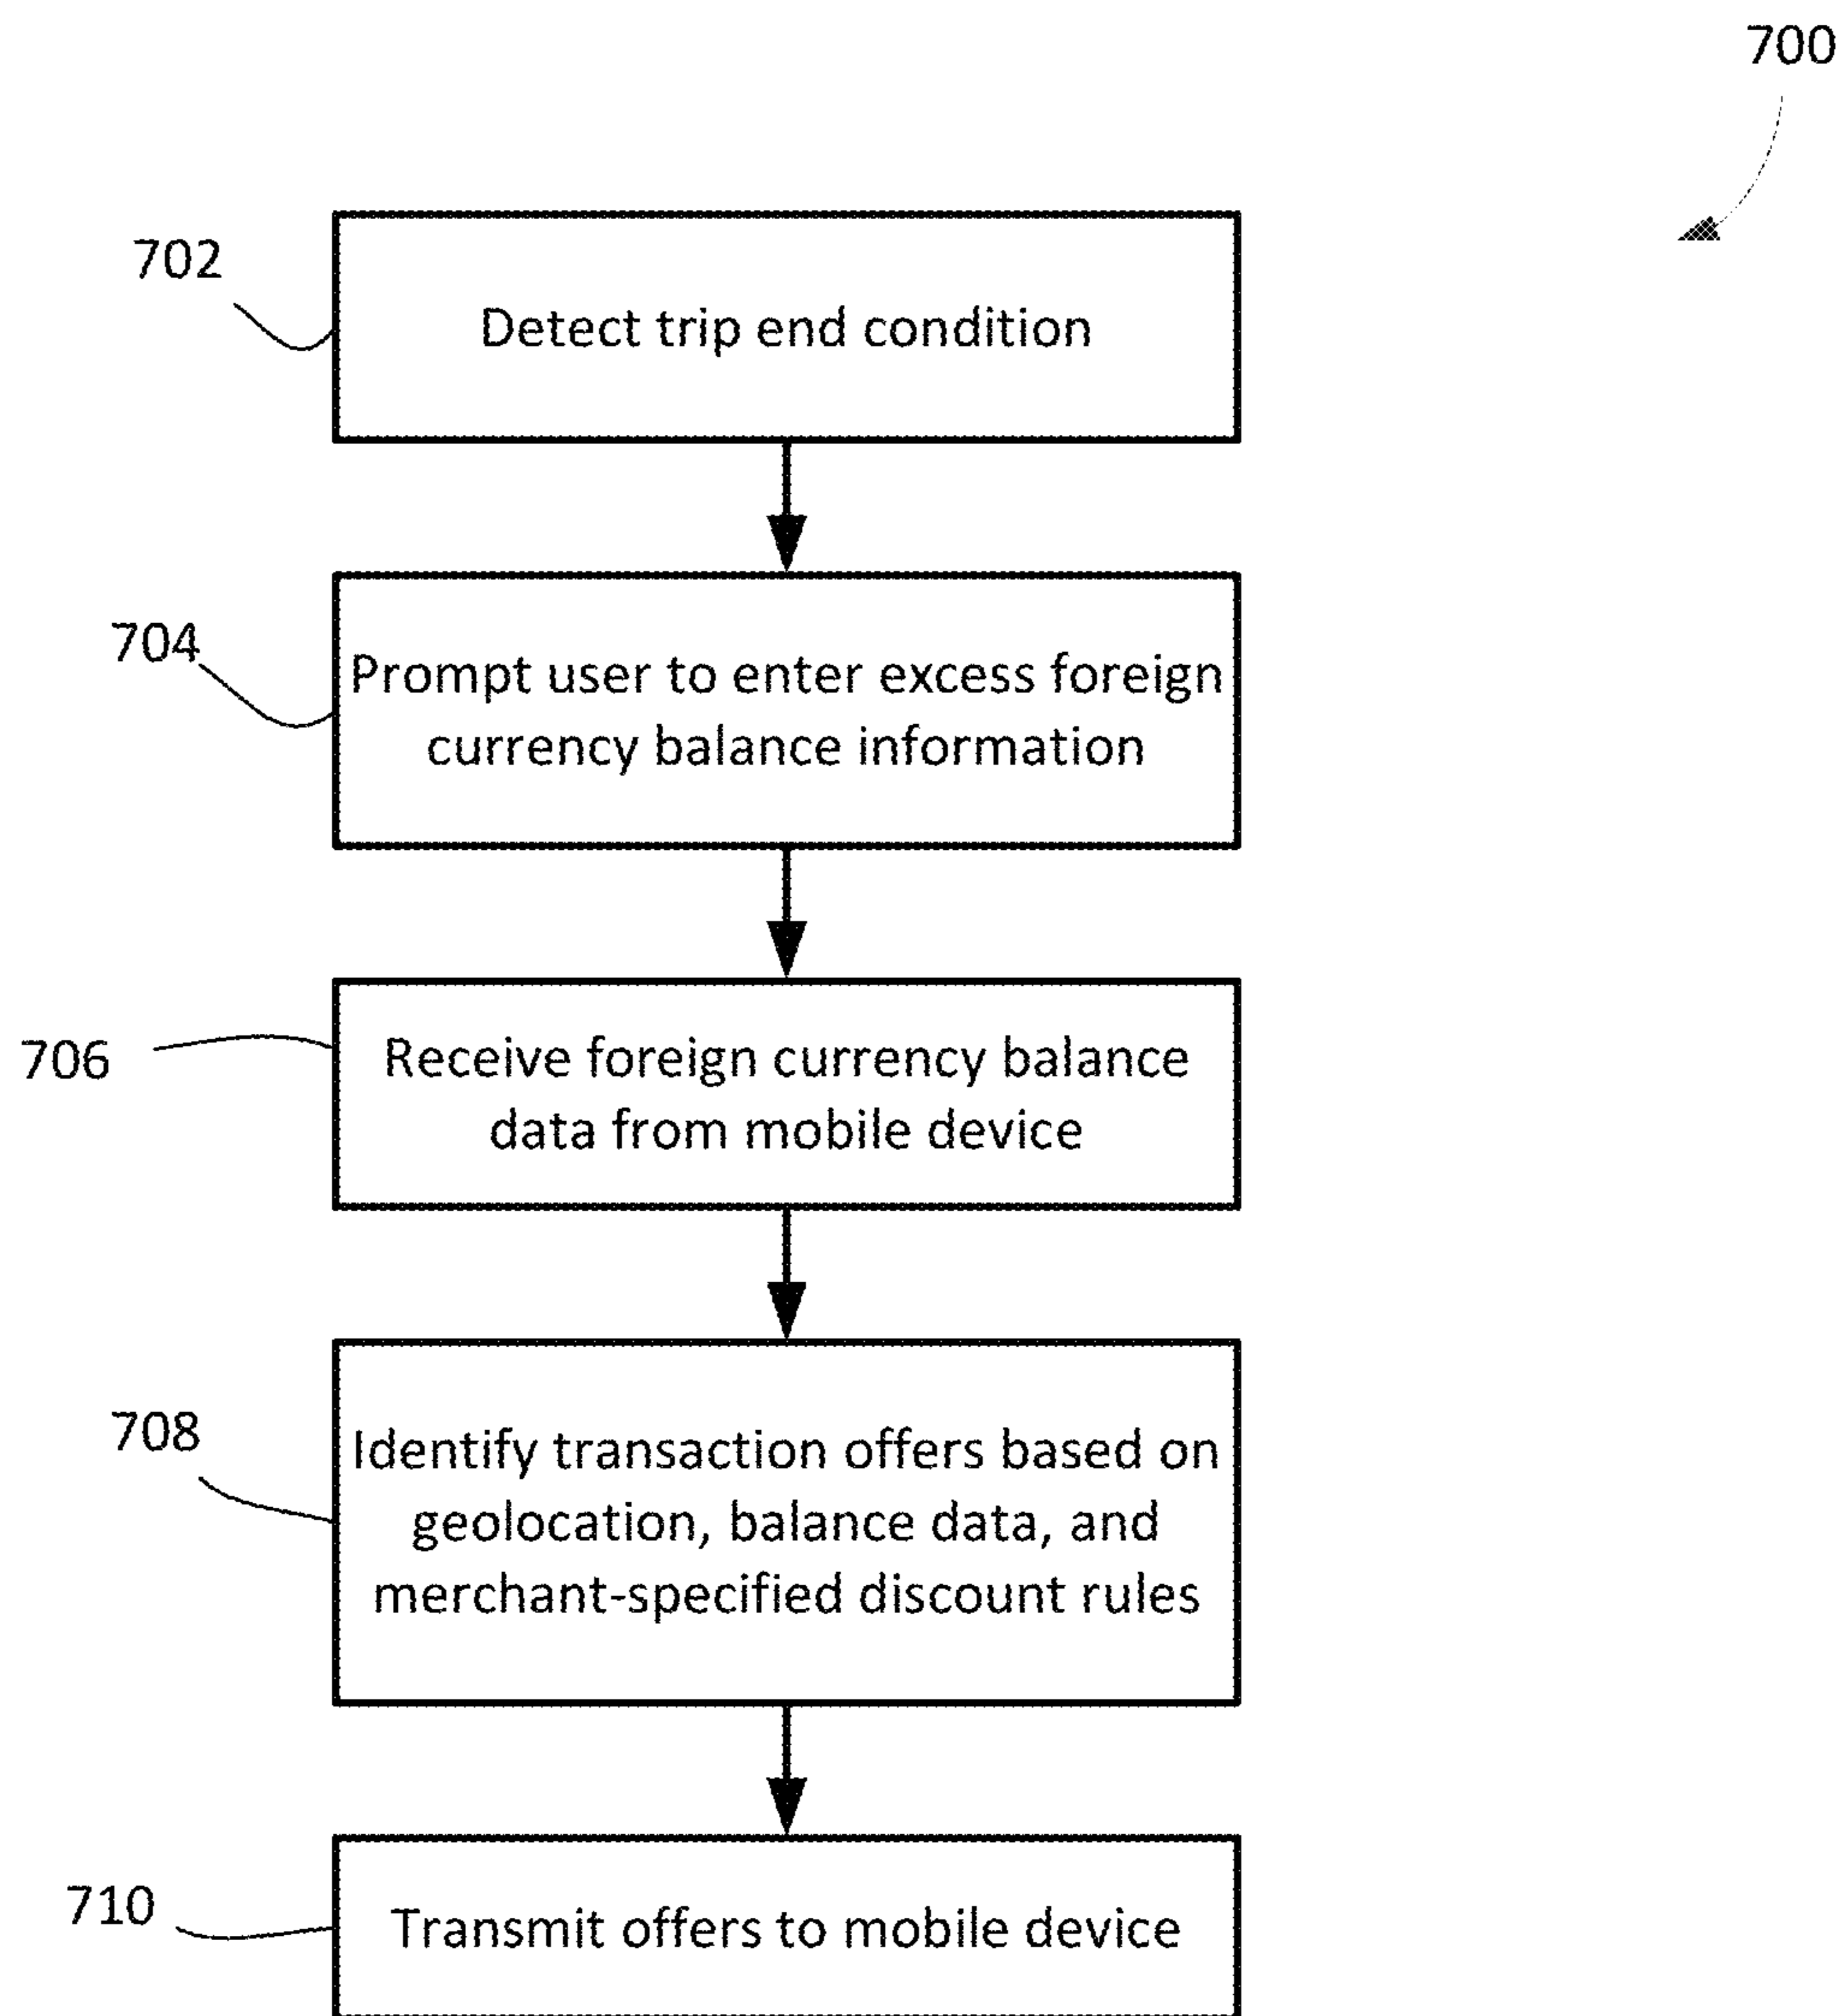 700
702
Detect trip end condition
704
Prompt user to enter excess foreign
currency balance information
706
Receive foreign currency balance
data from mobile device
708
Identify transaction offers based on
geolocation, balance data, and
merchant-specified discount rules
710
Transmit offers to mobile device